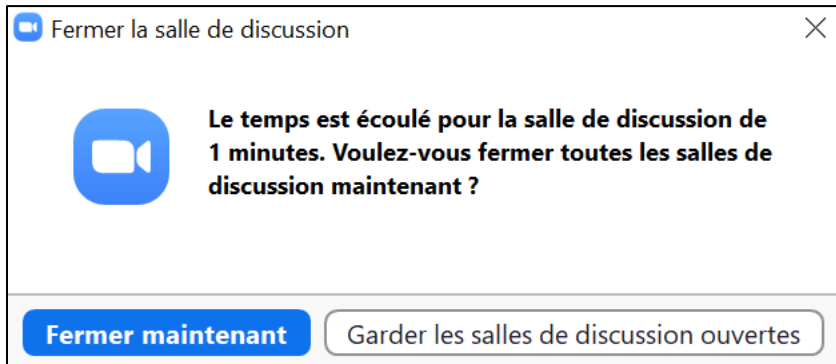 Fermer la salle de discussion
Le temps est écoulé pour la salle de discussion de
1 minutes. Voulez-vous fermer toutes les salles de
discussion maintenant ?
Fermer maintenant
Garder les salles de discussion ouvertes